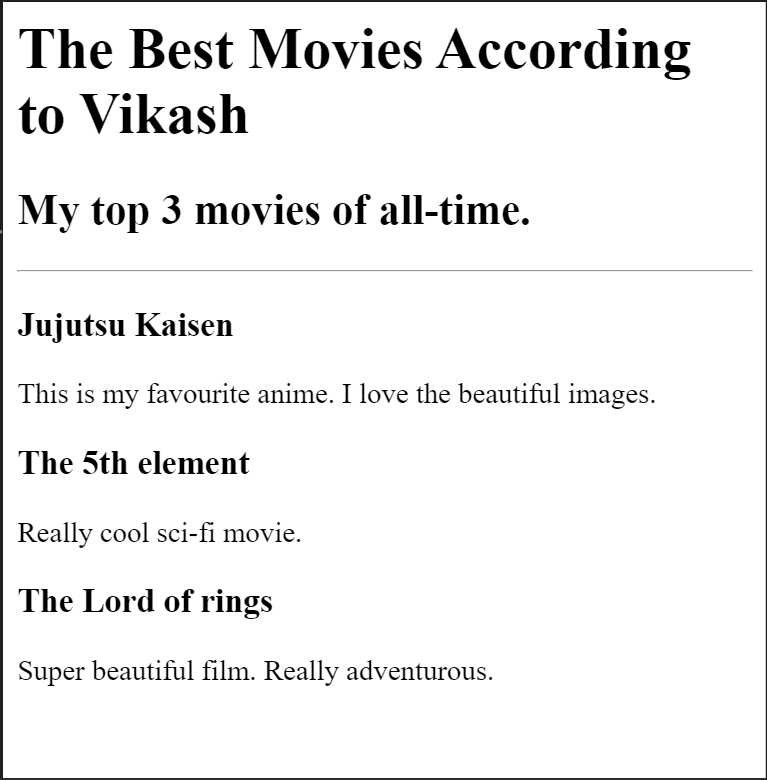 The Best Movies According
to Vikash
My top 3 movies of all-time.
Jujutsu Kaisen
This is my favourite anime. I love the beautiful images.
The 5th element
Really cool sci-fi movie.
The Lord of rings
Super beautiful film. Really adventurous.